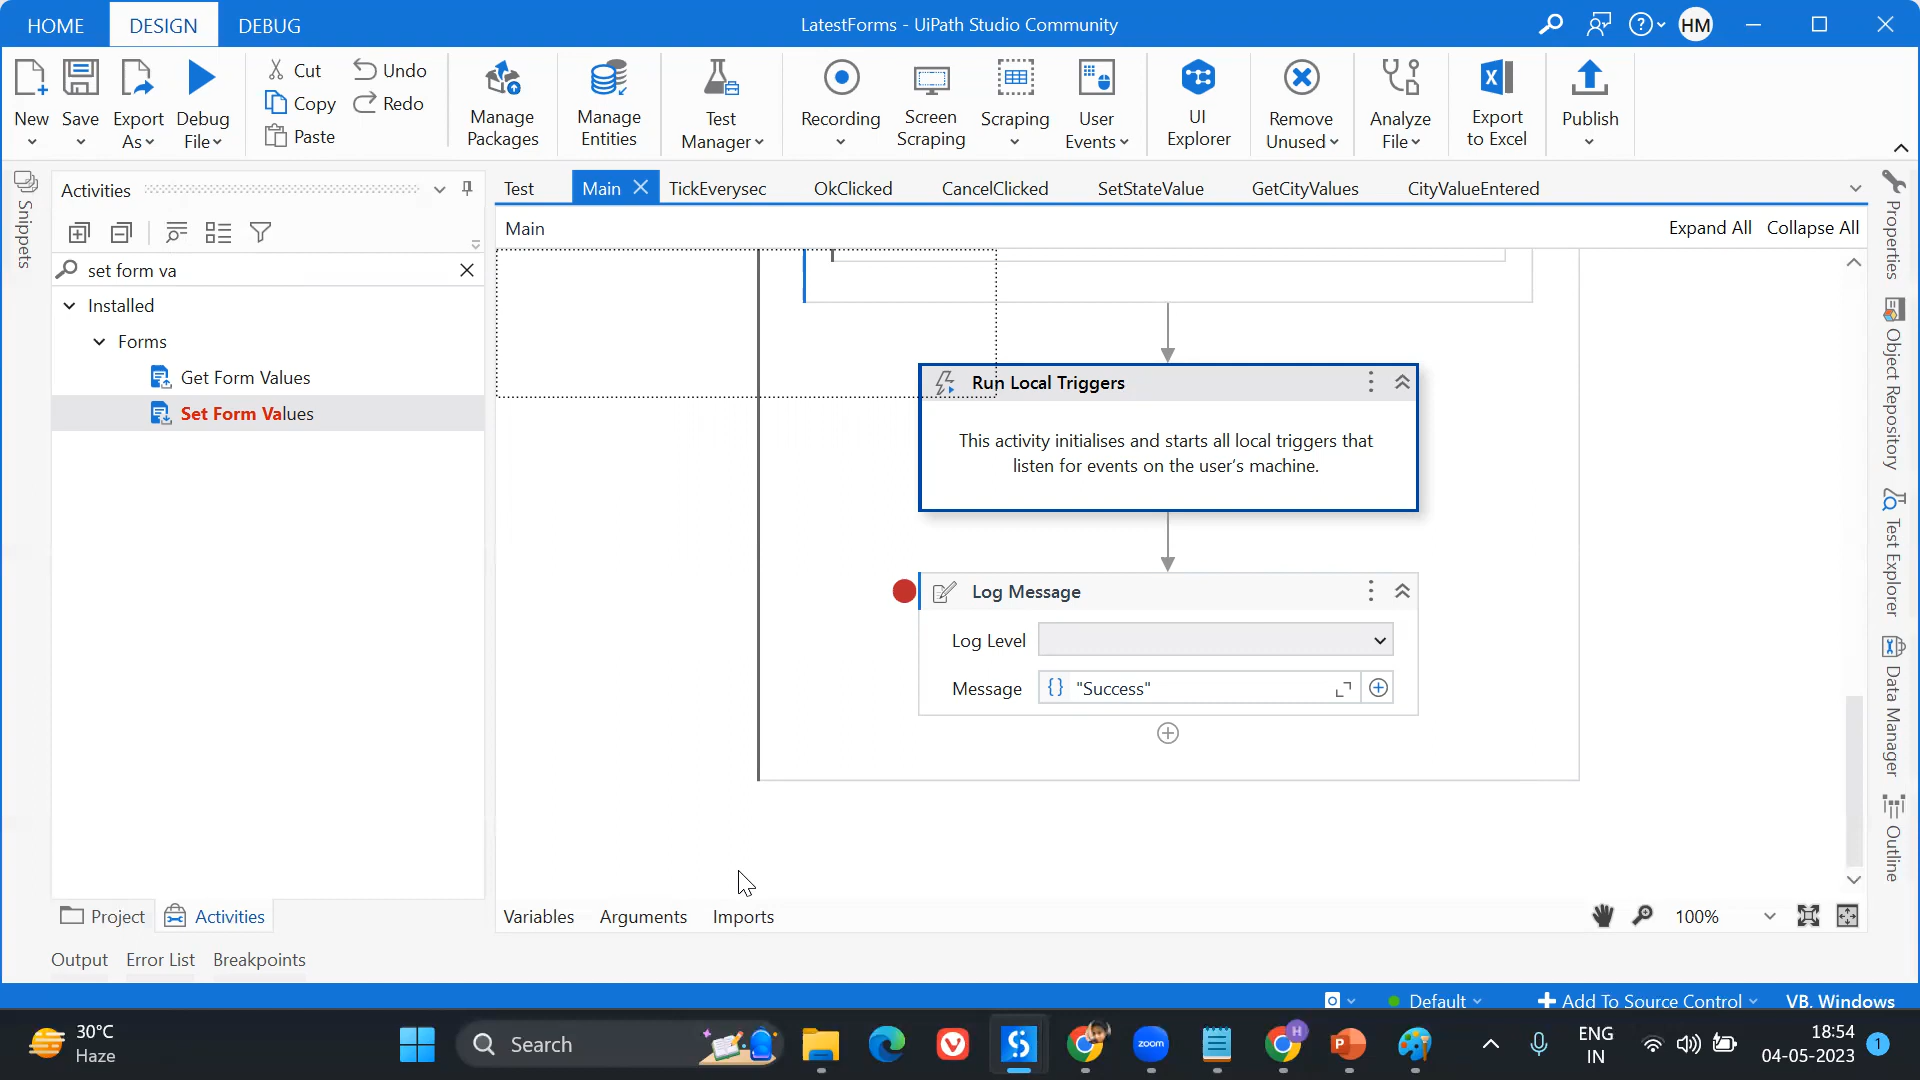 HOME DESIGN DEBUG
LatestForms - UiPath Studio Community
HM
New
Save
Export As
Debug File
Cut
Copy
Paste
Undo
Redo
Manage Packages
Manage Entities
Test Manager
Recording
Screen Scraping
Scraping
User Events
UI Explorer
Remove Unused
Analyze File
Export to Excel
Publish
Snippets
Activities
set form va
Installed
Forms
Get Form Values
Set Form Values
Project
Activities
Test
Main
TickEverysec
OkClicked
CancelClicked
SetStateValue
GetCityValues
CityValueEntered
Main
Expand All
Collapse All
Run Local Triggers
This activity initialises and starts all local triggers that
listen for events on the user's machine.
Log Message
Log Level
Message
"Success"
Properties
Object Repository
Test Explorer
Data Manager
Outline
Variables
Arguments
Imports
100%
Output
Error List
Breakpoints
Default
Add To Source Control
VB. Windows
30°C
Haze
Search
zoom
H
ENG
IN
18:54
04-05-2023
1